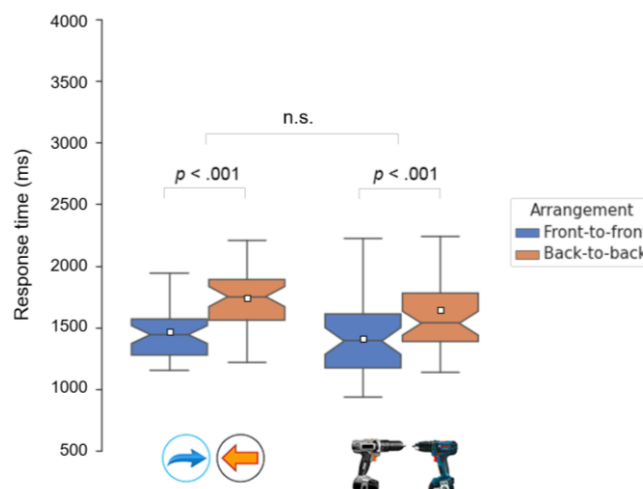 4000
3500
3000
2500
2000
1500
1000
500
Response time (ms)
n.s.
p < .001
p < .001
Arrangement
Front-to-front
Back-to-back